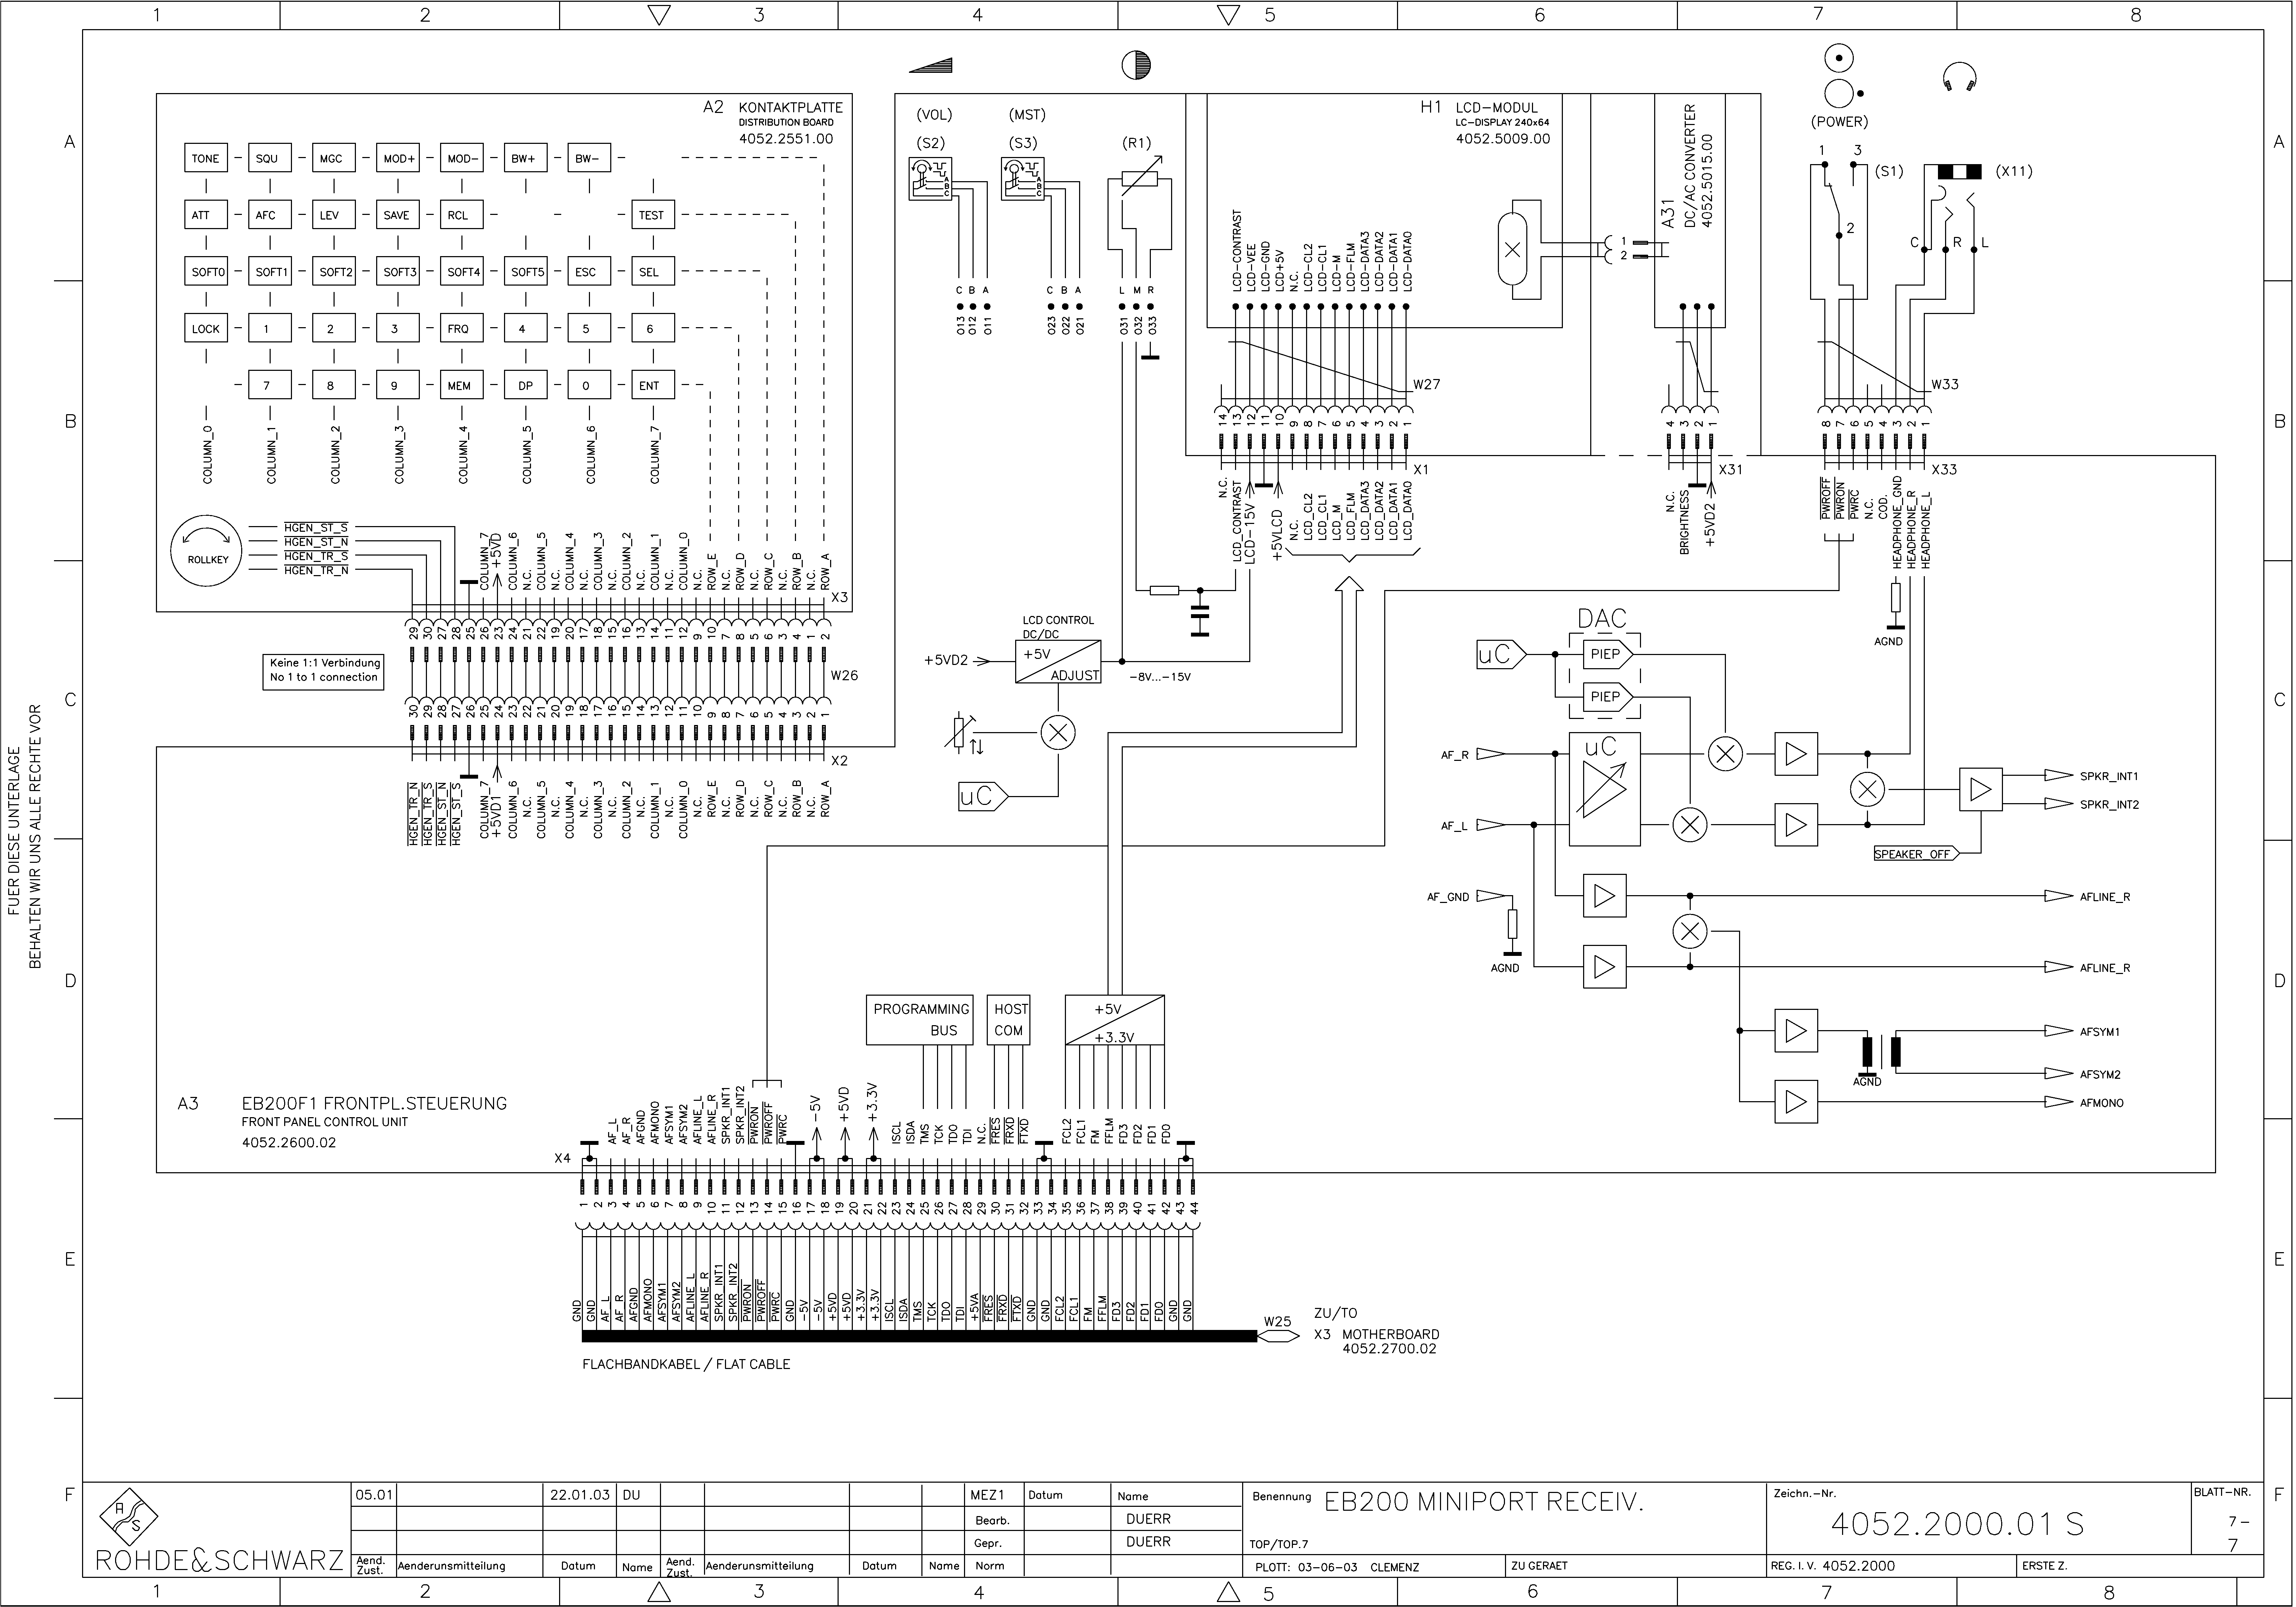 1 2 3 4 5 6 7 8
A
B
C
D
E
F
FUER DIESE UNTERLAGE
BEHALTEN WIR UNS ALLE RECHTE VOR
A2 KONTAKTPLATTE
DISTRIBUTION BOARD
4052.2551.00
TONE SQU MGC MOD+ MOD- BW+ BW-
ATT AFC LEV SAVE RCL TEST
SOFT0 SOFT1 SOFT2 SOFT3 SOFT4 SOFT5 ESC SEL
LOCK 1 2 3 FRQ 4 5 6
7 8 9 MEM DP 0 ENT
COLUMN_0 COLUMN_1 COLUMN_2 COLUMN_3 COLUMN_4 COLUMN_5 COLUMN_6 COLUMN_7
ROLLKEY
HGEN_ST_S
HGEN_ST_N
HGEN_TR_S
HGEN_TR_N
COLUMN_7 +5VD COLUMN_6 N.C. COLUMN_5 N.C. COLUMN_4 N.C. COLUMN_3 N.C. COLUMN_2 N.C. COLUMN_1 N.C. COLUMN_0 N.C. ROW_E N.C. ROW_D N.C. ROW_C N.C. ROW_B N.C. ROW_A
X3
29 30 27 28 25 26 23 24 21 22 19 20 17 18 15 16 13 14 11 12 9 10 7 8 5 6 3 4 1 2
Keine 1:1 Verbindung
No 1 to 1 connection
W26
30 29 28 27 26 25 24 23 22 21 20 19 18 17 16 15 14 13 12 11 10 9 8 7 6 5 4 3 2 1
X2
HGEN_TR_N HGEN_TR_S HGEN_ST_N HGEN_ST_S COLUMN_7 +5VD1 COLUMN_6 N.C. COLUMN_5 N.C. COLUMN_4 N.C. COLUMN_3 N.C. COLUMN_2 N.C. COLUMN_1 N.C. COLUMN_0 N.C. ROW_E N.C. ROW_D N.C. ROW_C N.C. ROW_B N.C. ROW_A
(VOL) (MST)
(S2) (S3) (R1)
A
B
C
A
B
C
C B A C B A L M R
013 012 011 023 022 021 031 032 033
H1 LCD-MODUL
LC-DISPLAY 240x64
4052.5009.00
LCD-CONTRAST LCD-VEE LCD-GND LCD+5V N.C. LCD-CL2 LCD-CL1 LCD-M LCD-FLM LCD-DATA3 LCD-DATA2 LCD-DATA1 LCD-DATA0
W27
14 13 12 11 10 9 8 7 6 5 4 3 2 1
X1
N.C. LCD_CONTRAST LCD-15V +5VLCD N.C. LCD_CL2 LCD_CL1 LCD_M LCD_FLM LCD_DATA3 LCD_DATA2 LCD_DATA1 LCD_DATA0
1
2
A31
DC/AC CONVERTER
4052.5015.00
4 3 2 1
X31
N.C. BRIGHTNESS +5VD2
(POWER)
1 3
(S1)
2
(X11)
C R L
W33
8 7 6 5 4 3 2 1
X33
PWROFF PWRON PWRC N.C. COD. HEADPHONE_GND HEADPHONE_R HEADPHONE_L
AGND
LCD CONTROL
DC/DC
+5VD2
+5V
ADJUST
-8V...-15V
uC
DAC
uC
PIEP
PIEP
AF_R
uC
AF_L
SPKR_INT1
SPKR_INT2
SPEAKER_OFF
AF_GND
AGND
AFLINE_R
AFLINE_R
AFSYM1
AGND
AFSYM2
AFMONO
A3 EB200F1 FRONTPL.STEUERUNG
FRONT PANEL CONTROL UNIT
4052.2600.02
PROGRAMMING
BUS
HOST
COM
+5V
+3.3V
X4
AF_L AF_R AFGND AFMONO AFSYM1 AFSYM2 AFLINE_L AFLINE_R SPKR_INT1 SPKR_INT2 PWRON PWROFF PWRC -5V +5VD +3.3V ISCL ISDA TMS TCK TDO TDI N.C. FRES FRXD FTXD FCL2 FCL1 FM FFLM FD3 FD2 FD1 FD0
1 2 3 4 5 6 7 8 9 10 11 12 13 14 15 16 17 18 19 20 21 22 23 24 25 26 27 28 29 30 31 32 33 34 35 36 37 38 39 40 41 42 43 44
GND GND AF_L AF_R AFGND AFMONO AFSYM1 AFSYM2 AFLINE_L AFLINE_R SPKR_INT1 SPKR_INT2 PWRON PWROFF PWRC GND -5V -5V +5VD +5VD +3.3V +3.3V ISCL ISDA TMS TCK TDO TDI +5VA FRES FRXD FTXD GND GND FCL2 FCL1 FM FFLM FD3 FD2 FD1 FD0 GND GND
W25
ZU/TO
X3 MOTHERBOARD
4052.2700.02
FLACHBANDKABEL / FLAT CABLE
R
S
ROHDE&SCHWARZ
05.01 22.01.03 DU
Aend.
Zust. Aenderunsmitteilung Datum Name Aend.
Zust. Aenderunsmitteilung Datum Name
MEZ1 Datum Name
Bearb. DUERR
Gepr. DUERR
Norm
Benennung EB200 MINIPORT RECEIV.
TOP/TOP.7
PLOTT: 03-06-03 CLEMENZ
ZU GERAET
Zeichn.-Nr.
4052.2000.01 S
REG. I. V. 4052.2000
ERSTE Z.
BLATT-NR.
7-
7
1 2 3 4 5 6 7 8
A
B
C
D
E
F